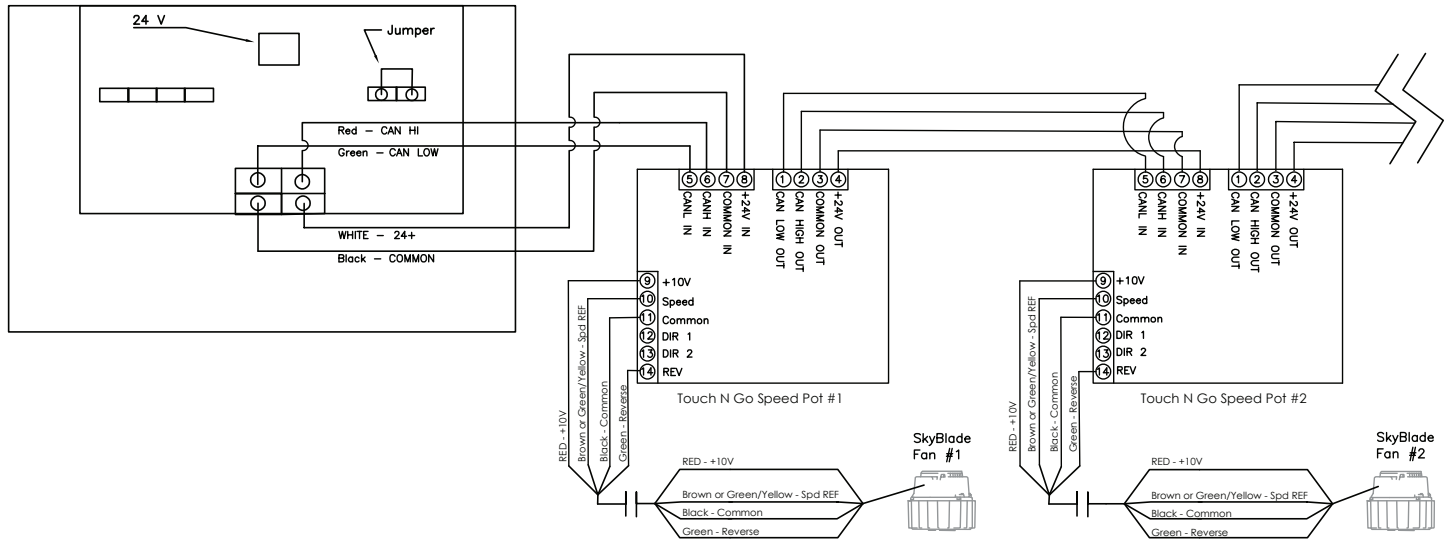 24 V
Jumper
Red - CAN HI
Green - CAN LOW
WHITE - 24+
Black - COMMON
5 6 7 8 1 2 3 4
CANL IN
CANH IN
COMMON IN
+24V IN
CAN LOW OUT
CAN HIGH OUT
COMMON OUT
+24V OUT
9 +10V
10 Speed
11 Common
12 DIR 1
13 DIR 2
14 REV
RED - +10V
Brown or Green/Yellow - Spd REF
Black - Common
Green - Reverse
Touch N Go Speed Pot #1
RED - +10V
Brown or Green/Yellow - Spd REF
Black - Common
Green - Reverse
SkyBlade
Fan #1
5 6 7 8 1 2 3 4
CANL IN
CANH IN
COMMON IN
+24V IN
CAN LOW OUT
CAN HIGH OUT
COMMON OUT
+24V OUT
9 +10V
10 Speed
11 Common
12 DIR 1
13 DIR 2
14 REV
RED - +10V
Brown or Green/Yellow - Spd REF
Black - Common
Green - Reverse
Touch N Go Speed Pot #2
RED - +10V
Brown or Green/Yellow - Spd REF
Black - Common
Green - Reverse
SkyBlade
Fan #2